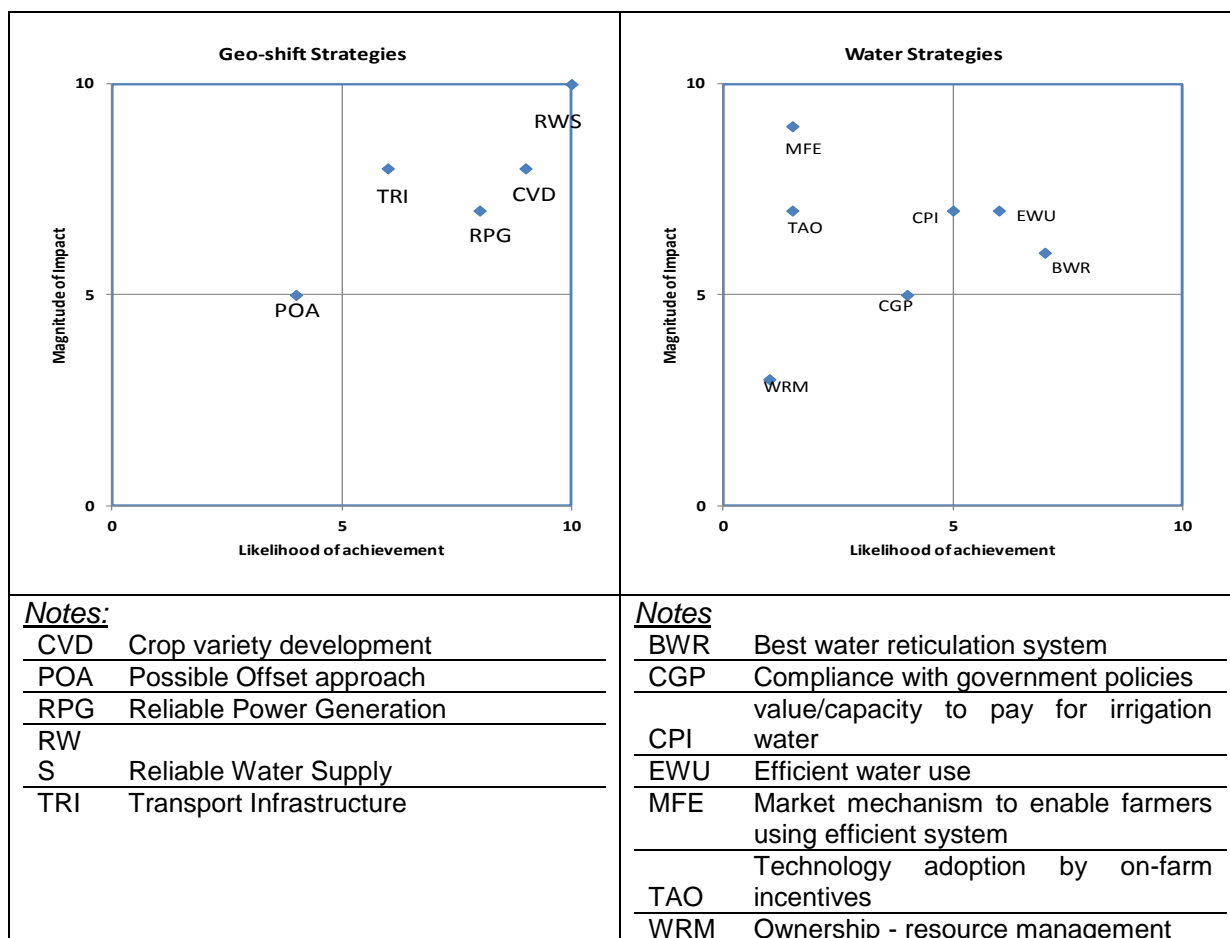 Geo-shift Strategies
10
RWS
TRI
CVD
RPG
Magnitude of Impact
5
POA
0
0
5
10
Likelihood of achievement
Water Strategies
10
MFE
TAO
CPI
EWU
BWR
Magnitude of Impact
5
CGP
WRM
0
0
5
10
Likelihood of achievement
Notes:
CVD Crop variety development
POA Possible Offset approach
RPG Reliable Power Generation
RW
S Reliable Water Supply
TRI Transport Infrastructure
Notes
BWR Best water reticulation system
CGP Compliance with government policies
value/capacity to pay for irrigation
CPI water
EWU Efficient water use
MFE Market mechanism to enable farmers
using efficient system
Technology adoption by on-farm
TAO incentives
WRM Ownership - resource management